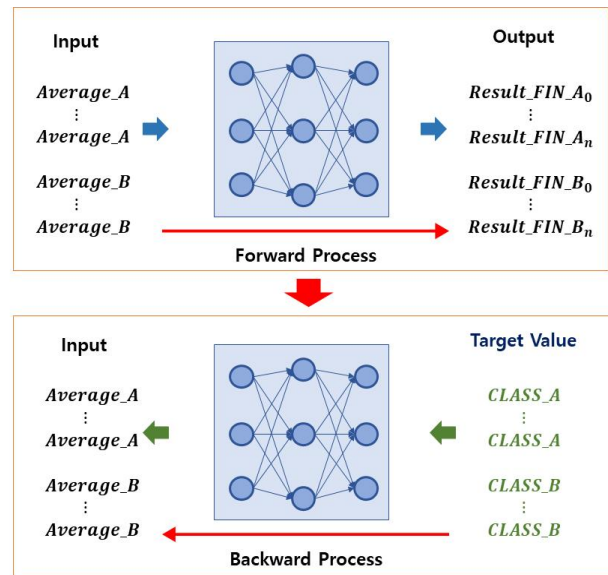 Input
Output
Average_A
⋮
Average_A
Average_B
⋮
Average_B
Result_FIN_A₀
⋮
Result_FIN_Aₙ
Result_FIN_B₀
⋮
Result_FIN_Bₙ
Forward Process
Input
Target Value
Average_A
⋮
Average_A
Average_B
⋮
Average_B
CLASS_A
⋮
CLASS_A
CLASS_B
⋮
CLASS_B
Backward Process